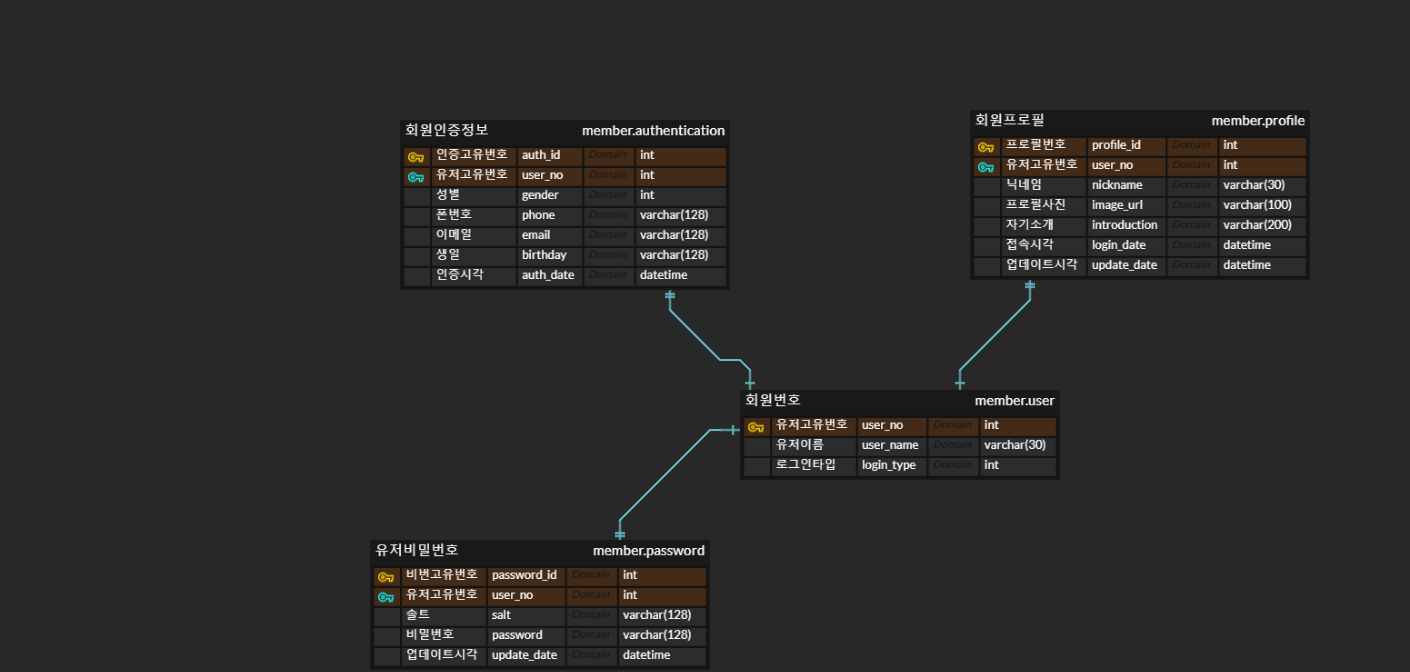 회원인증정보 member.authentication
인증고유번호 auth_id Domain int
유저고유번호 user_no Domain int
성별 gender Domain int
폰번호 phone Domain varchar(128)
이메일 email Domain varchar(128)
생일 birthday Domain varchar(128)
인증시각 auth_date Domain datetime
회원프로필 member.profile
프로필번호 profile_id Domain int
유저고유번호 user_no Domain int
닉네임 nickname Domain varchar(30)
프로필사진 image_url Domain varchar(100)
자기소개 introduction Domain varchar(200)
접속시각 login_date Domain datetime
업데이트시각 update_date Domain datetime
회원번호 member.user
유저고유번호 user_no Domain int
유저이름 user_name Domain varchar(30)
로그인타입 login_type Domain int
유저비밀번호 member.password
비번고유번호 password_id Domain int
유저고유번호 user_no Domain int
솔트 salt Domain varchar(128)
비밀번호 password Domain varchar(128)
업데이트시각 update_date Domain datetime